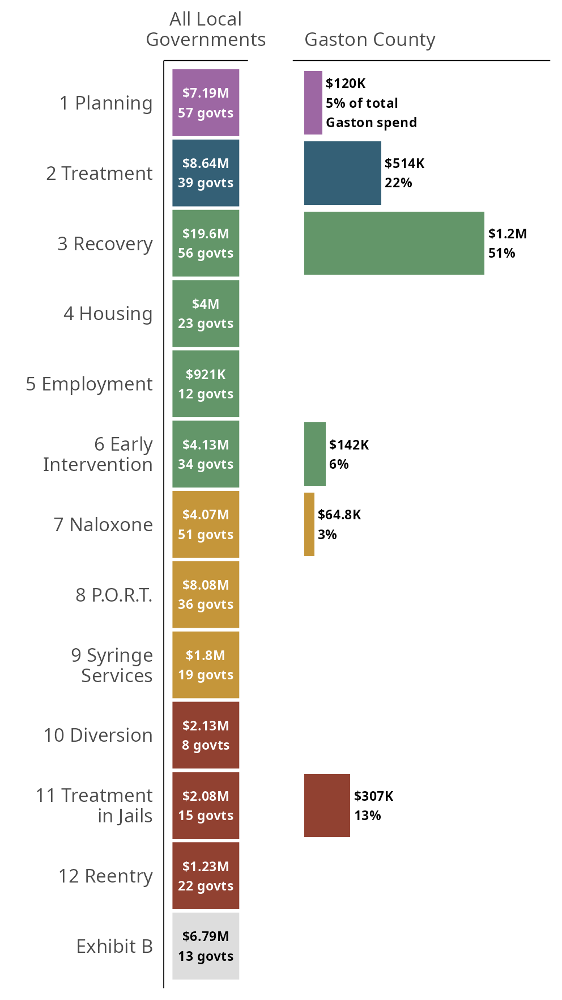 All Local
Governments
Gaston County
1 Planning
$7.19M
57 govts
$120K
5% of total
Gaston spend
2 Treatment
$8.64M
39 govts
$514K
22%
3 Recovery
$19.6M
56 govts
$1.2M
51%
4 Housing
$4M
23 govts
5 Employment
$921K
12 govts
6 Early
Intervention
$4.13M
34 govts
$142K
6%
7 Naloxone
$4.07M
51 govts
$64.8K
3%
8 P.O.R.T.
$8.08M
36 govts
9 Syringe
Services
$1.8M
19 govts
10 Diversion
$2.13M
8 govts
11 Treatment
in Jails
$2.08M
15 govts
$307K
13%
12 Reentry
$1.23M
22 govts
Exhibit B
$6.79M
13 govts